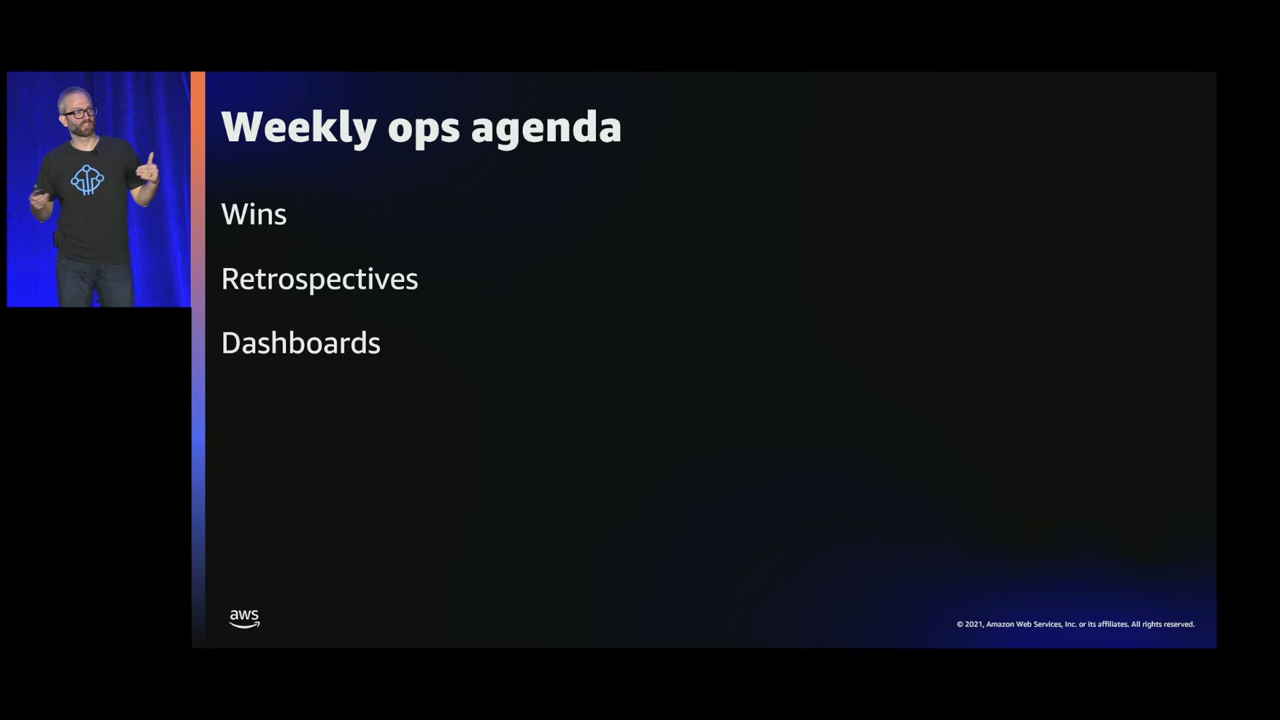 Weekly ops agenda
Wins
Retrospectives
Dashboards
aws
© 2021, Amazon Web Services, Inc. or its affiliates. All rights reserved.